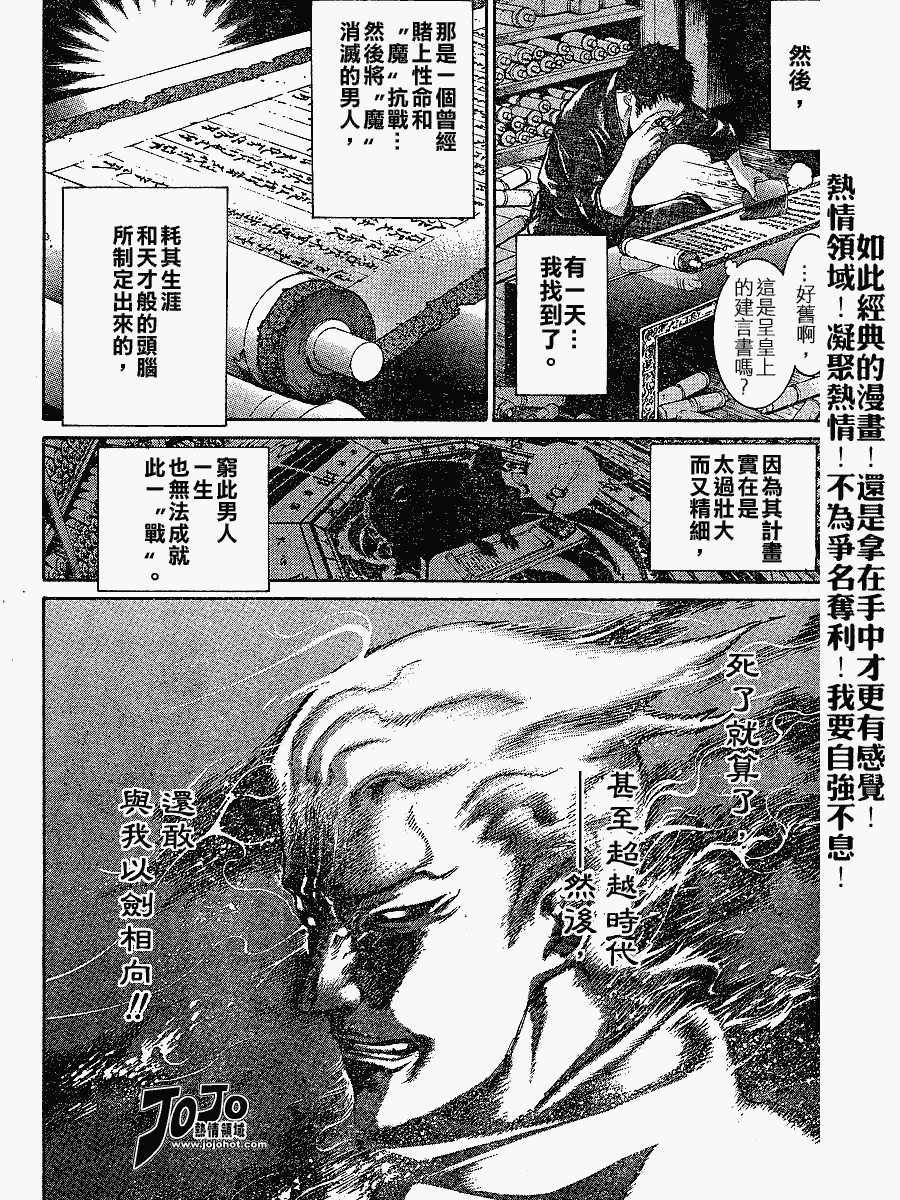 然後，
…好舊啊，
這是呈皇上
的建言書嗎？
有一天…
我找到了。
那是一個曾經
賭上性命和
〝魔〞抗戰…
然後將〝魔〞
消滅的男人，
耗其生涯
和天才般的頭腦
所制定出來的，
因為其計畫
實在是
太過壯大
而又精細，
窮此男人
一生
也無法成就
此一〝戰〞。
死了就算了，
甚至超越時代
──然後，
還敢
與我以劍相向!!
如此經典的漫畫！還是拿在手中才更有感覺！
熱情領域！凝聚熱情！不為爭名奪利！我要自強不息！
JOJO
熱情領域
www.jojohot.com